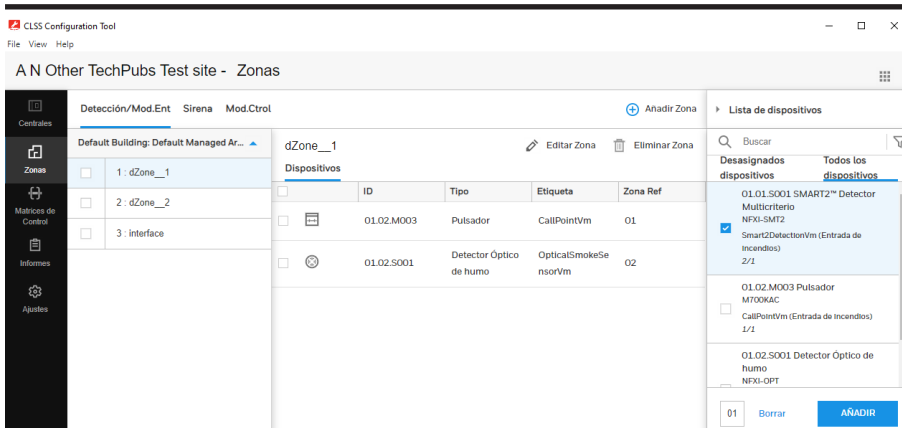 CLSS Configuration Tool
File View Help
A N Other TechPubs Test site - Zonas
Centrales
Zonas
Matrices de
Control
Informes
Ajustes
Detección/Mod.Ent Sirena Mod.Ctrol
Añadir Zona
Default Building: Default Managed Ar...
1 : dZone__1
2 : dZone__2
3 : interface
dZone__1
Editar Zona
Eliminar Zona
Dispositivos
ID Tipo Etiqueta Zona Ref
01.02.M003 Pulsador CallPointVm 01
01.02.S001 Detector Óptico
de humo
OpticalSmokeSe
nsorVm
02
Lista de dispositivos
Buscar
Desasignados
dispositivos
Todos los
dispositivos
01.01.S001 SMART2™ Detector
Multicriterio
NFXI-SMT2
Smart2DetectionVm (Entrada de
Incendios)
2/1
01.02.M003 Pulsador
M700KAC
CallPointVm (Entrada de Incendios)
1/1
01.02.S001 Detector Óptico de
humo
NFXI-OPT
01 Borrar AÑADIR